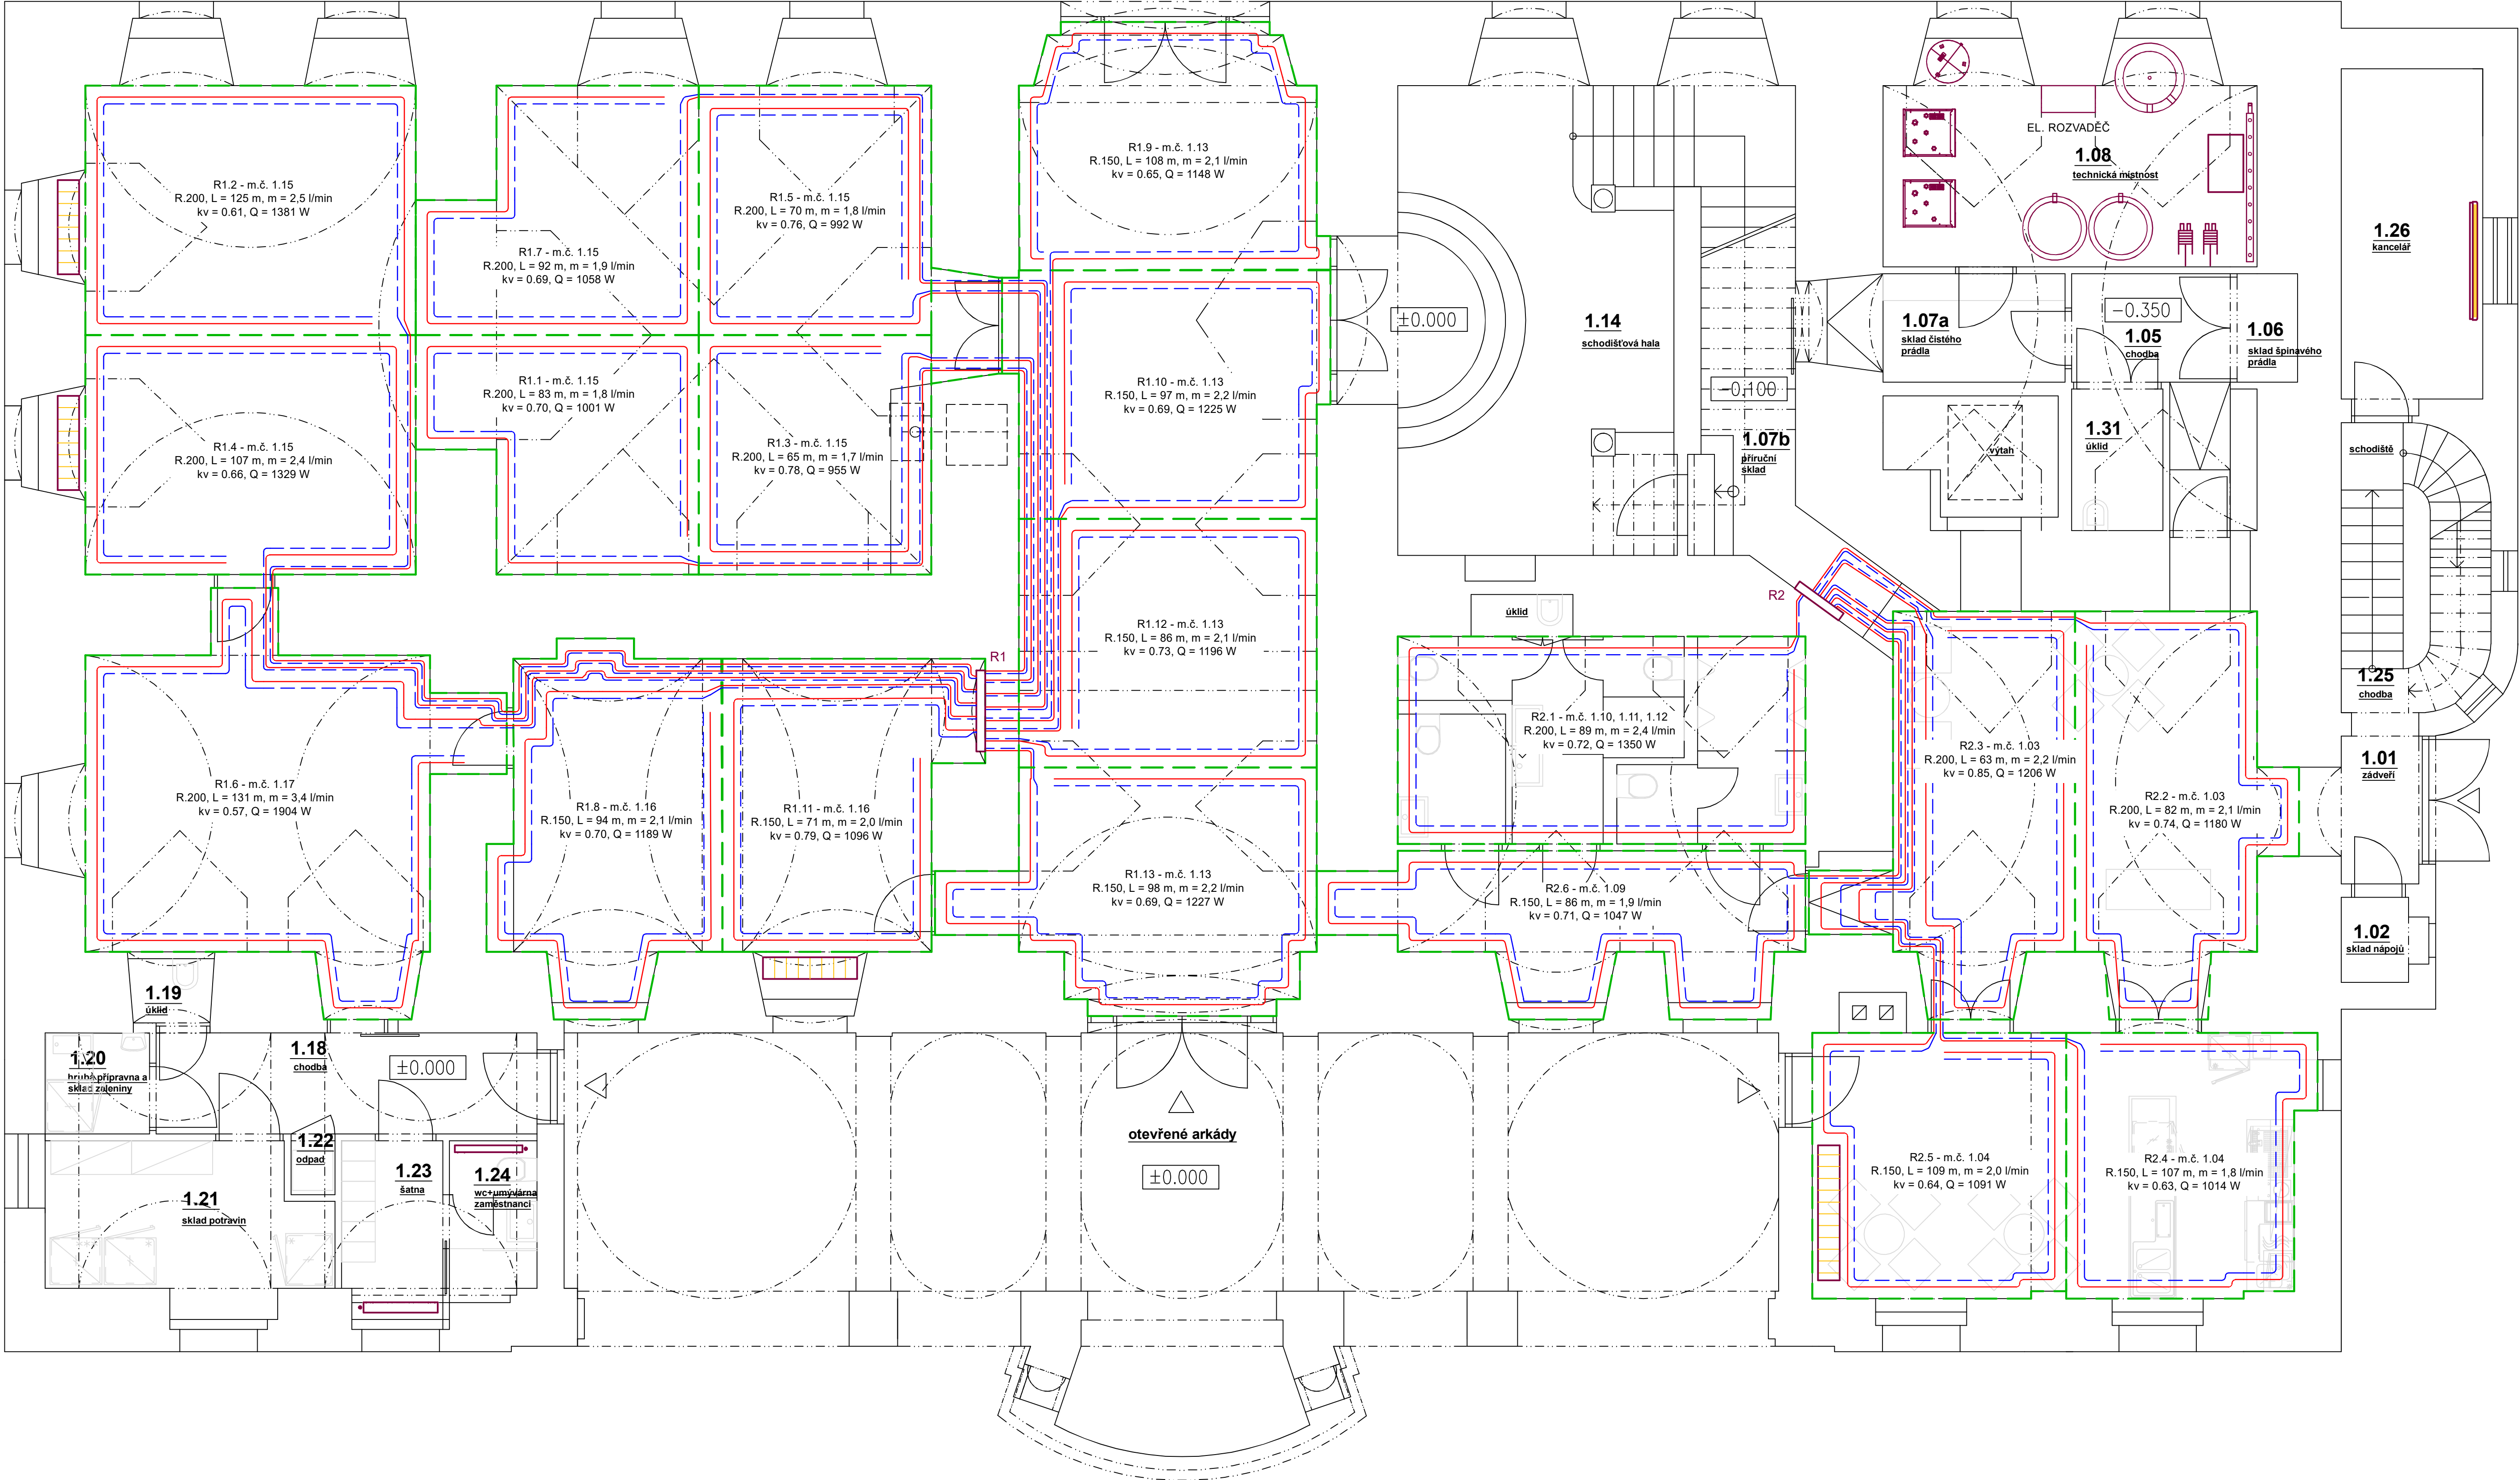 R1.2 - m.č. 1.15
R.200, L = 125 m, m = 2,5 l/min
kv = 0.61, Q = 1381 W
R1.7 - m.č. 1.15
R.200, L = 92 m, m = 1,9 l/min
kv = 0.69, Q = 1058 W
R1.5 - m.č. 1.15
R.200, L = 70 m, m = 1,8 l/min
kv = 0.76, Q = 992 W
R1.9 - m.č. 1.13
R.150, L = 108 m, m = 2,1 l/min
kv = 0.65, Q = 1148 W
EL. ROZVADĚČ
1.08
technická místnost
1.26
kancelář
R1.4 - m.č. 1.15
R.200, L = 107 m, m = 2,4 l/min
kv = 0.66, Q = 1329 W
R1.1 - m.č. 1.15
R.200, L = 83 m, m = 1,8 l/min
kv = 0.70, Q = 1001 W
R1.3 - m.č. 1.15
R.200, L = 65 m, m = 1,7 l/min
kv = 0.78, Q = 955 W
R1.10 - m.č. 1.13
R.150, L = 97 m, m = 2,2 l/min
kv = 0.69, Q = 1225 W
±0.000
1.14
schodišťová hala
-0.100
1.07b
příruční
sklad
1.07a
sklad čistého
prádla
-0.350
1.05
chodba
1.06
sklad špinavého
prádla
1.31
úklid
výtah
schodiště
R1
R1.12 - m.č. 1.13
R.150, L = 86 m, m = 2,1 l/min
kv = 0.73, Q = 1196 W
úklid
R2
1.25
chodba
R1.6 - m.č. 1.17
R.200, L = 131 m, m = 3,4 l/min
kv = 0.57, Q = 1904 W
R1.8 - m.č. 1.16
R.150, L = 94 m, m = 2,1 l/min
kv = 0.70, Q = 1189 W
R1.11 - m.č. 1.16
R.150, L = 71 m, m = 2,0 l/min
kv = 0.79, Q = 1096 W
R1.13 - m.č. 1.13
R.150, L = 98 m, m = 2,2 l/min
kv = 0.69, Q = 1227 W
R2.1 - m.č. 1.10, 1.11, 1.12
R.200, L = 89 m, m = 2,4 l/min
kv = 0.72, Q = 1350 W
R2.6 - m.č. 1.09
R.150, L = 86 m, m = 1,9 l/min
kv = 0.71, Q = 1047 W
R2.3 - m.č. 1.03
R.200, L = 63 m, m = 2,2 l/min
kv = 0.85, Q = 1206 W
R2.2 - m.č. 1.03
R.200, L = 82 m, m = 2,1 l/min
kv = 0.74, Q = 1180 W
1.01
zádveří
1.02
sklad nápojů
1.19
úklid
1.20
hrubá přípravna a
sklad zeleniny
1.18
chodba
±0.000
1.22
odpad
1.23
šatna
1.24
wc+umývárna
zaměstnanci
1.21
sklad potravin
otevřené arkády
±0.000
R2.5 - m.č. 1.04
R.150, L = 109 m, m = 2,0 l/min
kv = 0.64, Q = 1091 W
R2.4 - m.č. 1.04
R.150, L = 107 m, m = 1,8 l/min
kv = 0.63, Q = 1014 W